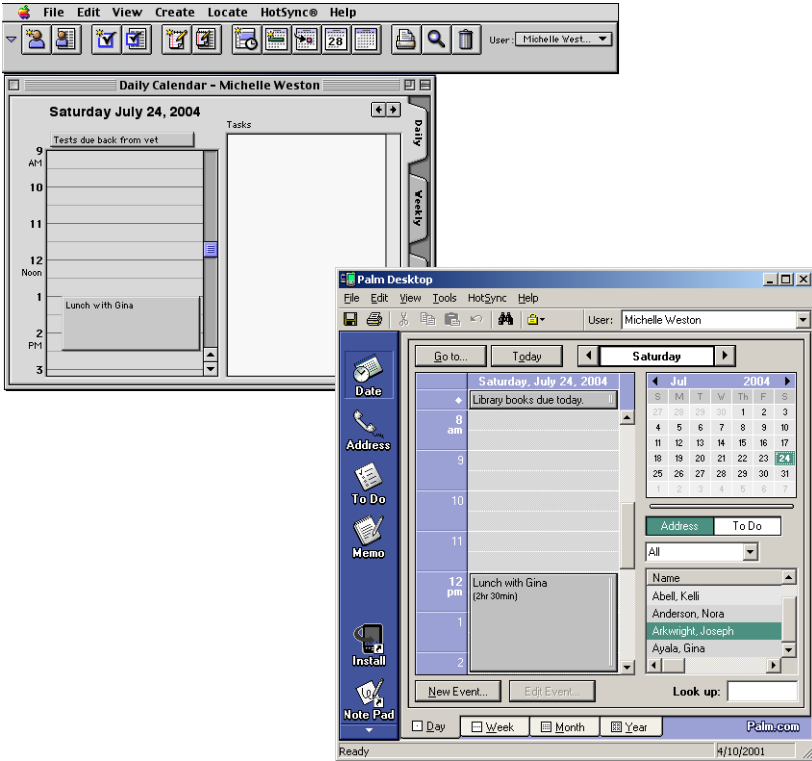 File Edit View Create Locate HotSync® Help
28
User: Michelle West...
Daily Calendar - Michelle Weston
Saturday July 24, 2004
Tasks
Tests due back from vet
9
AM
10
11
12
Noon
1
Lunch with Gina
2
PM
3
Daily
Weekly
Palm Desktop
File Edit View Tools HotSync Help
User: Michelle Weston
Date
Address
To Do
Memo
Install
Note Pad
Go to... Today Saturday
Saturday, July 24, 2004
Library books due today.
8
am
9
10
11
12
pm
Lunch with Gina
(2hr 30min)
1
2
Jul 2004
S M T W Th F S
27 28 29 30 1 2 3
4 5 6 7 8 9 10
11 12 13 14 15 16 17
18 19 20 21 22 23 24
25 26 27 28 29 30 31
1 2 3 4 5 6 7
Address To Do
All
Name
Abell, Kelli
Anderson, Nora
Arkwright, Joseph
Ayala, Gina
New Event... Edit Event... Look up:
Day Week Month Year Palm.com
Ready 4/10/2001